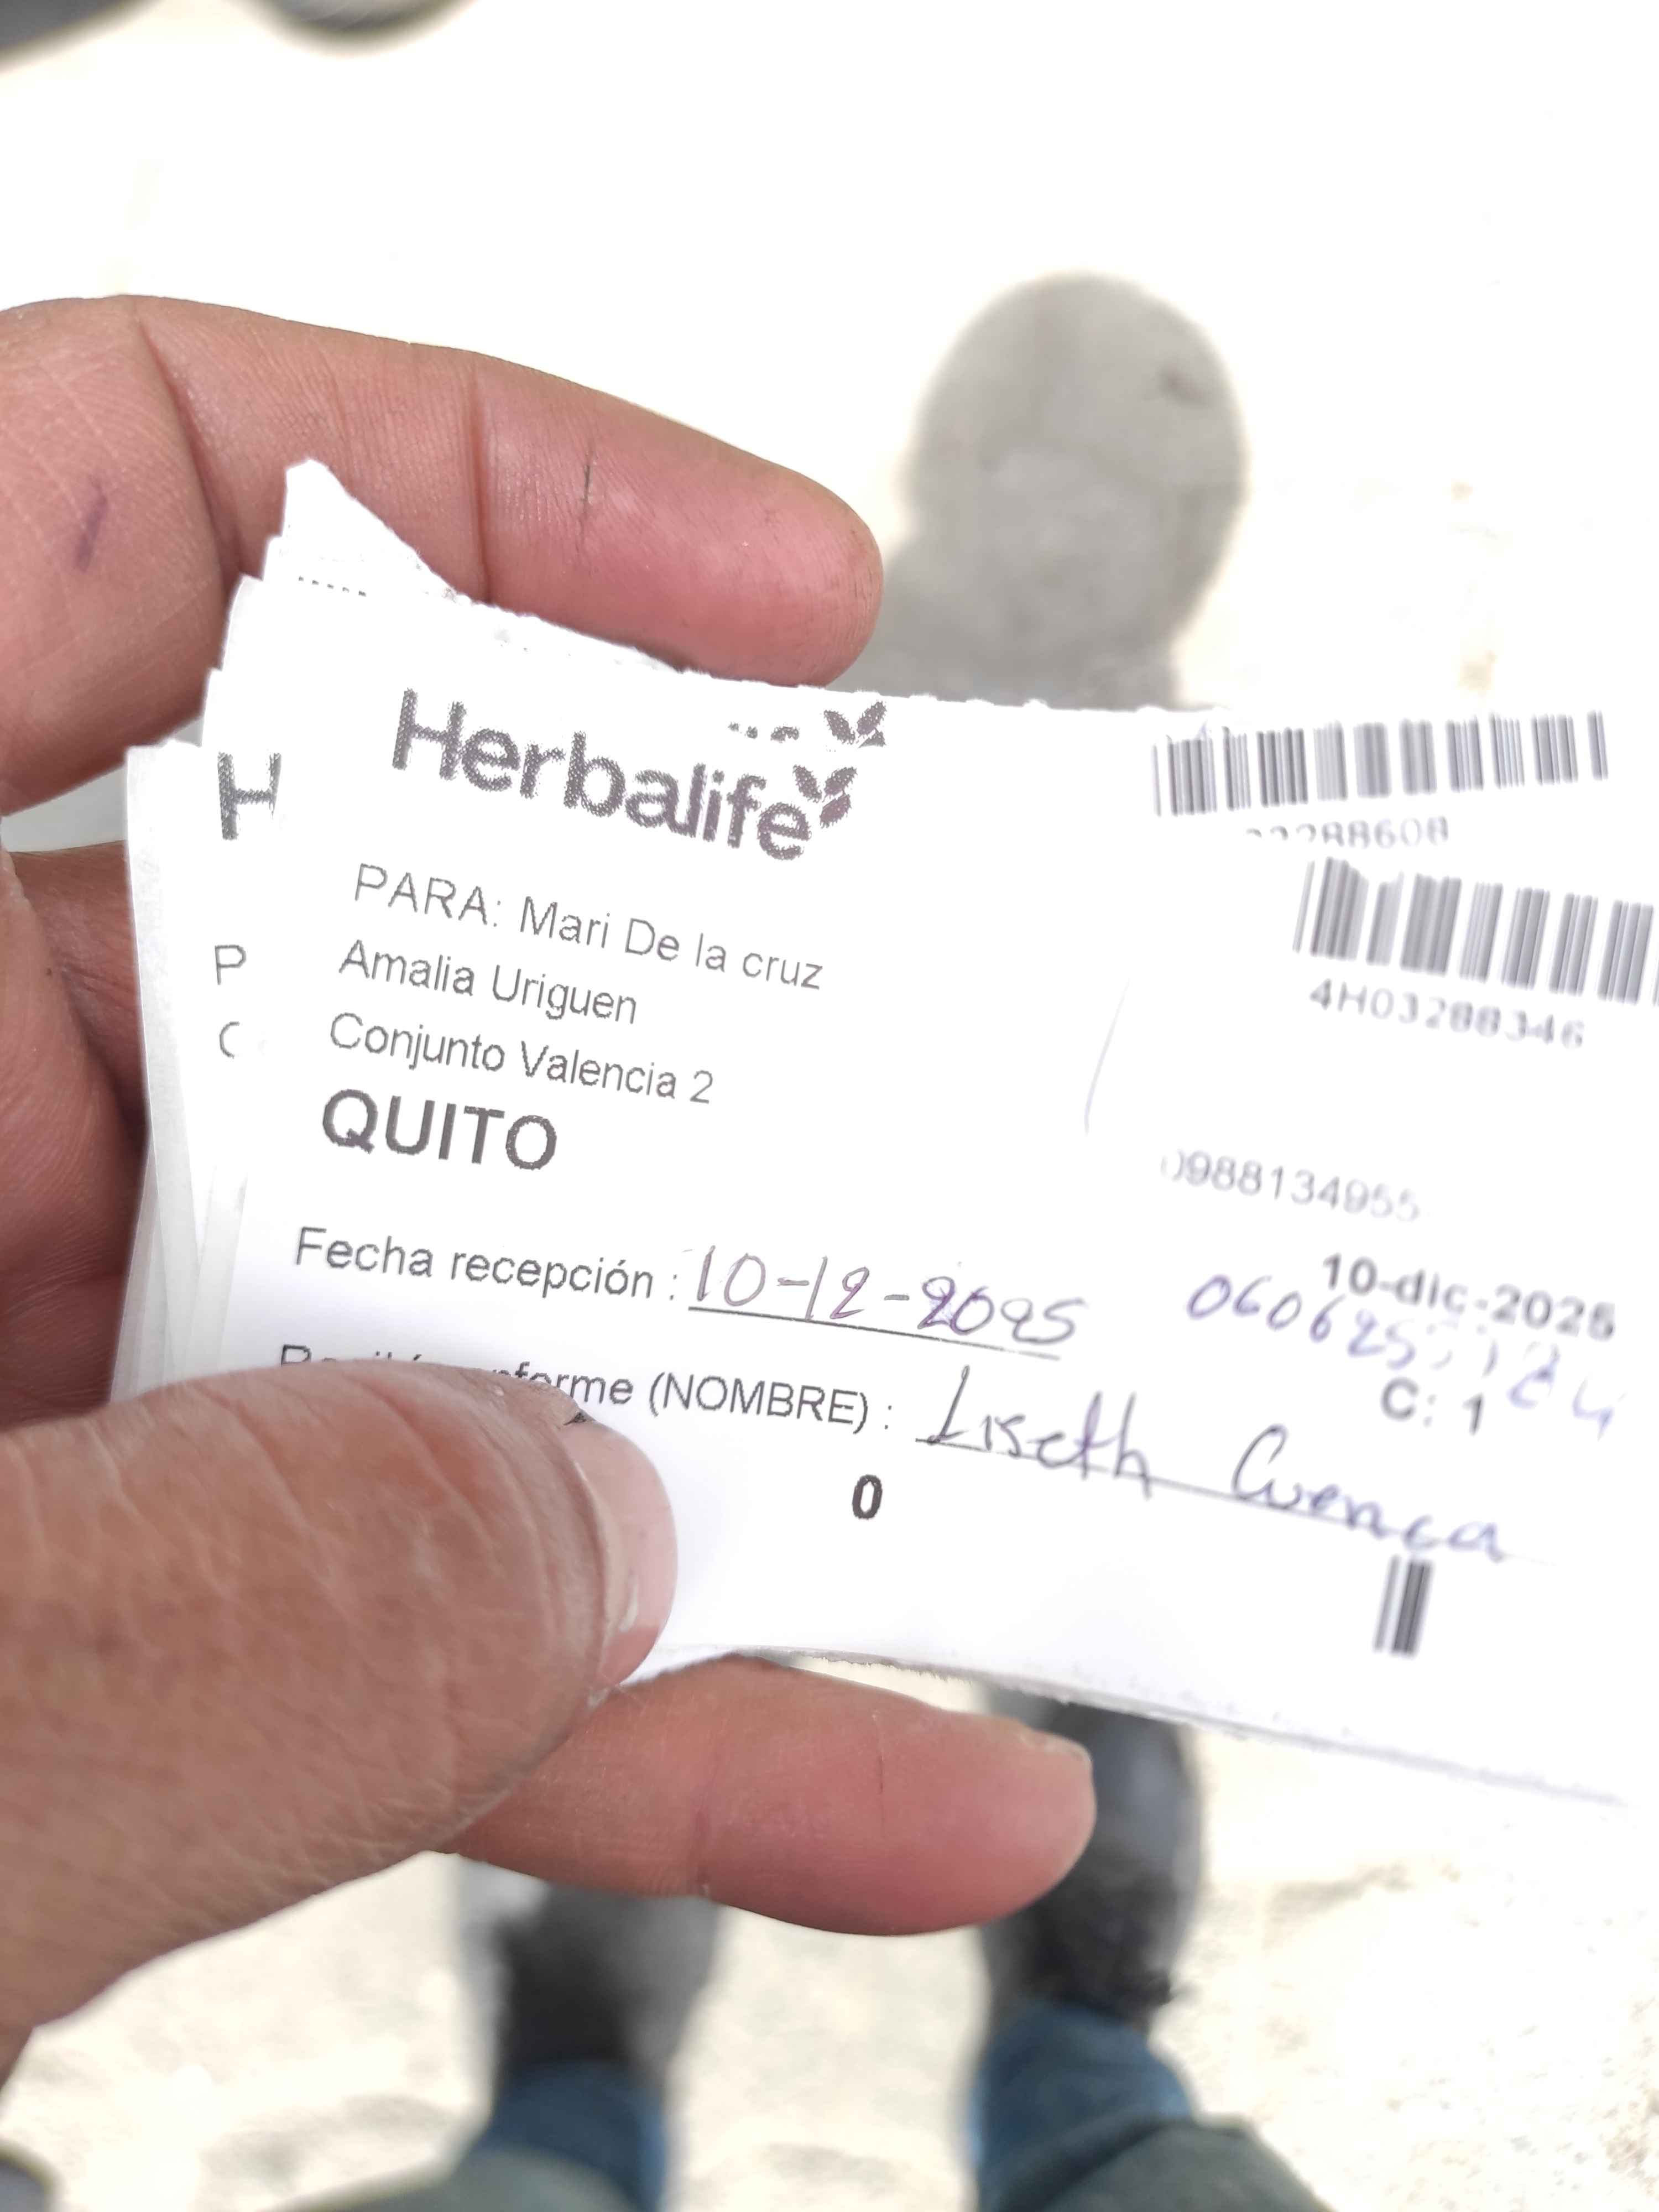 Herbalife
PARA: Mari De la cruz
Amalia Uriguen
Conjunto Valencia 2
QUITO
4H03288346
0988134955
10-dic.-2025
Fecha recepción : 10-12-2025
C: 1
(NOMBRE) : Liseth Cuenca
0
H
P
C